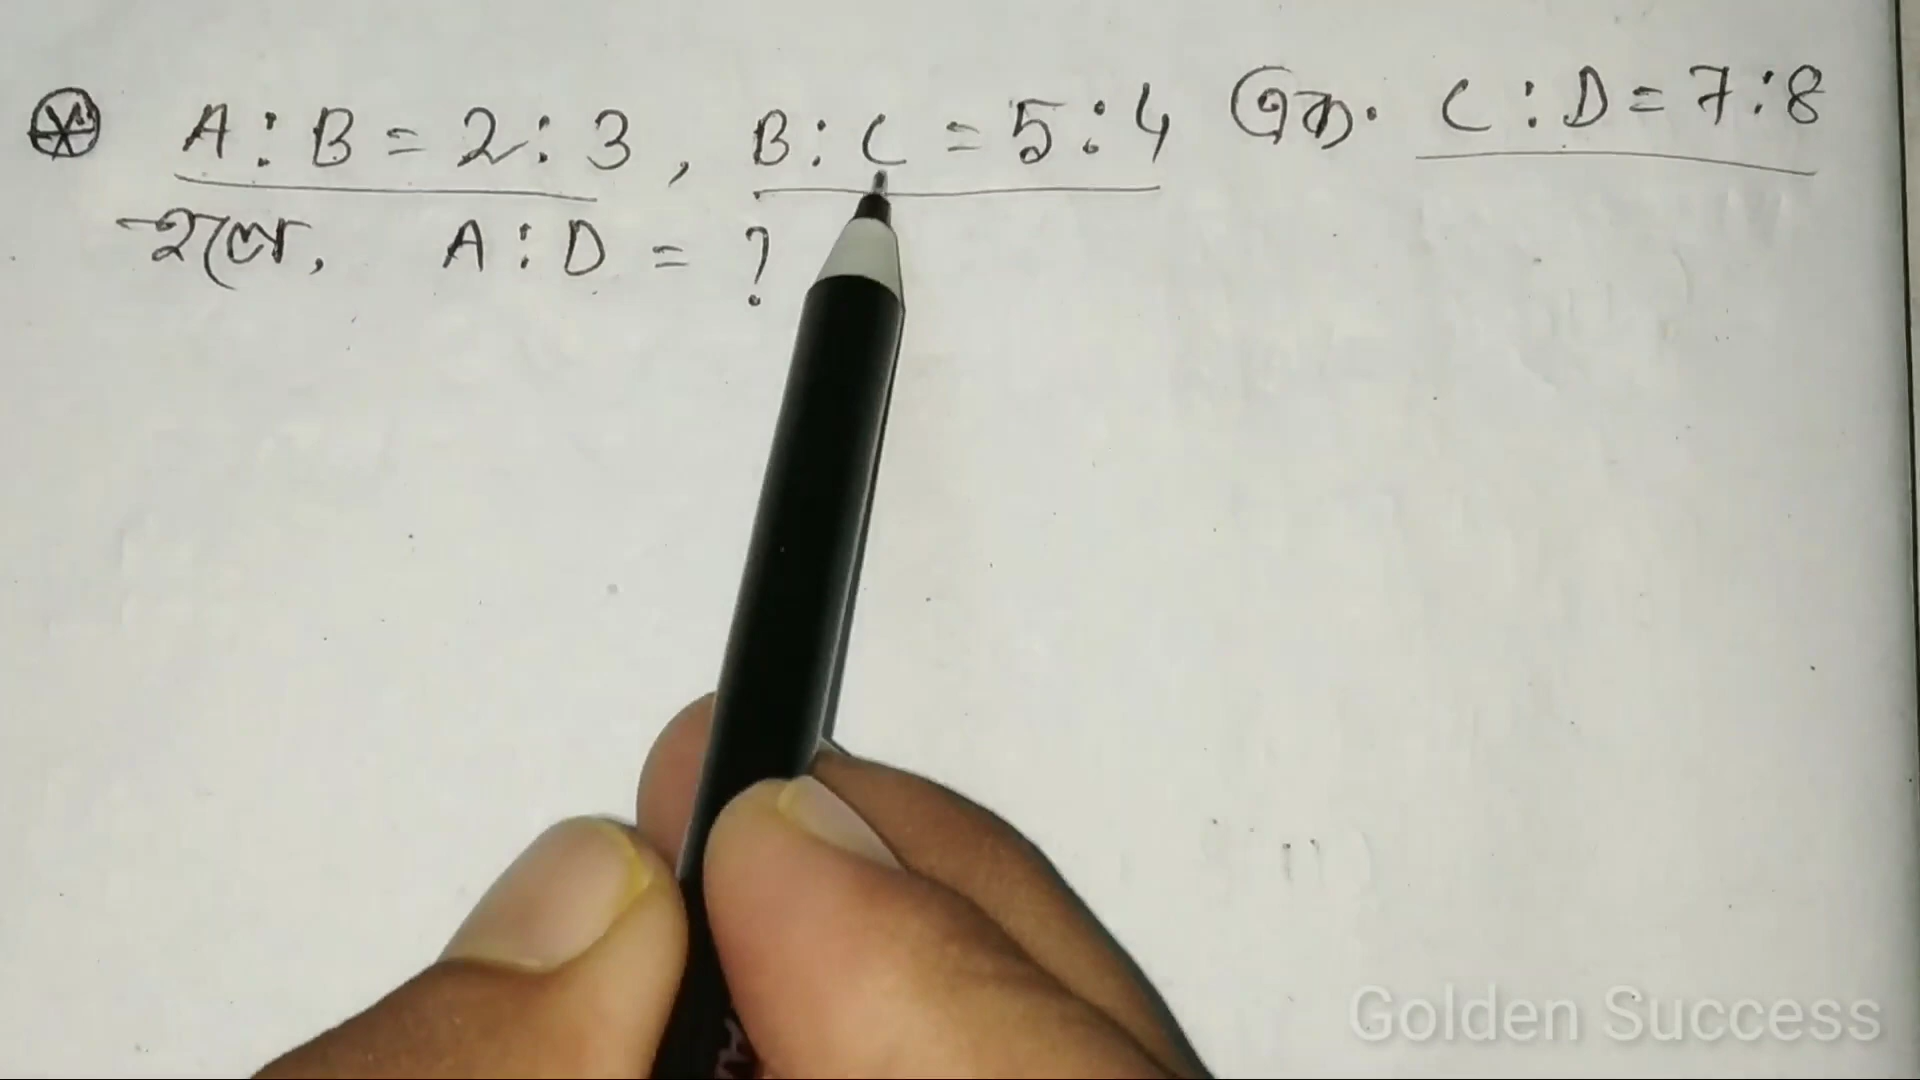 A : B = 2 : 3 , B : C = 5 : 4 এবং C : D = 7 : 8
হলে, A : D = ?
Golden Success